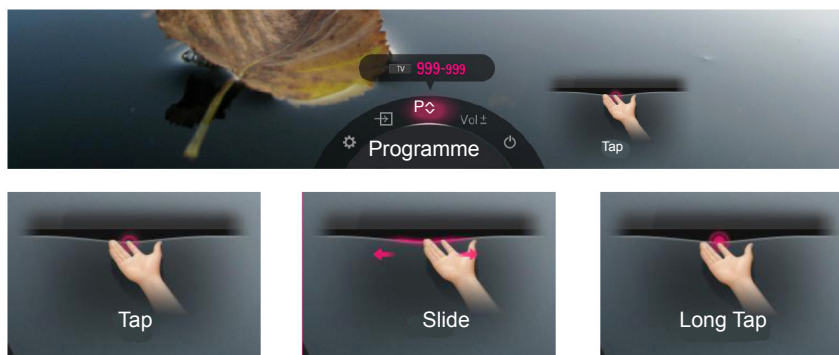 TV 999-999
P
Vol ±
Programme
Tap
Tap
Slide
Long Tap